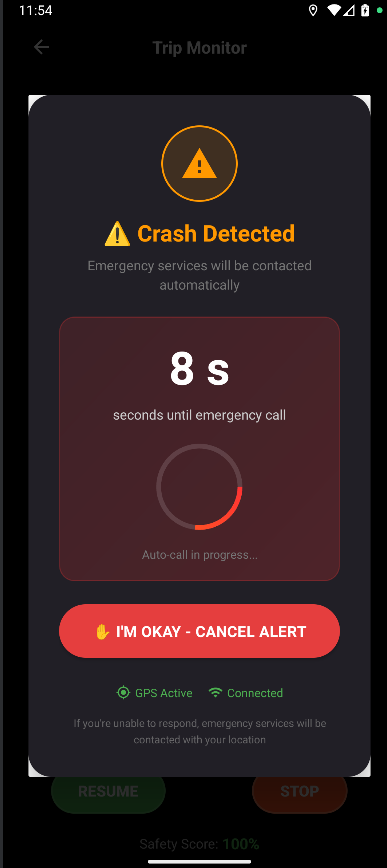 11:54
Trip Monitor
⚠️ Crash Detected
Emergency services will be contacted
automatically
8 s
seconds until emergency call
Auto-call in progress...
✋ I'M OKAY - CANCEL ALERT
GPS Active Connected
If you're unable to respond, emergency services will be
contacted with your location
RESUME STOP
Safety Score: 100%